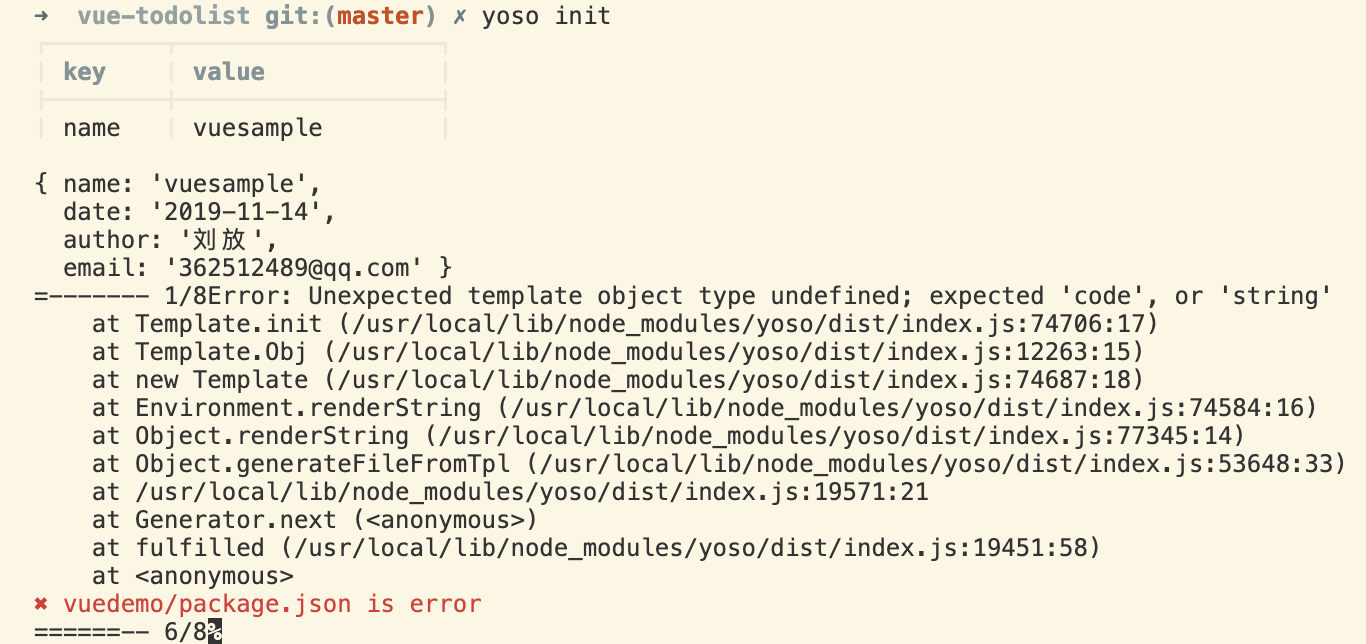 ➜  vue-todolist git:(master) ✗ yoso init
key value
name vuesample
{ name: 'vuesample',
  date: '2019-11-14',
  author: '刘放',
  email: '362512489@qq.com' }
=------- 1/8Error: Unexpected template object type undefined; expected 'code', or 'string'
    at Template.init (/usr/local/lib/node_modules/yoso/dist/index.js:74706:17)
    at Template.Obj (/usr/local/lib/node_modules/yoso/dist/index.js:12263:15)
    at new Template (/usr/local/lib/node_modules/yoso/dist/index.js:74687:18)
    at Environment.renderString (/usr/local/lib/node_modules/yoso/dist/index.js:74584:16)
    at Object.renderString (/usr/local/lib/node_modules/yoso/dist/index.js:77345:14)
    at Object.generateFileFromTpl (/usr/local/lib/node_modules/yoso/dist/index.js:53648:33)
    at /usr/local/lib/node_modules/yoso/dist/index.js:19571:21
    at Generator.next (<anonymous>)
    at fulfilled (/usr/local/lib/node_modules/yoso/dist/index.js:19451:58)
    at <anonymous>
✖ vuedemo/package.json is error
======-- 6/8%